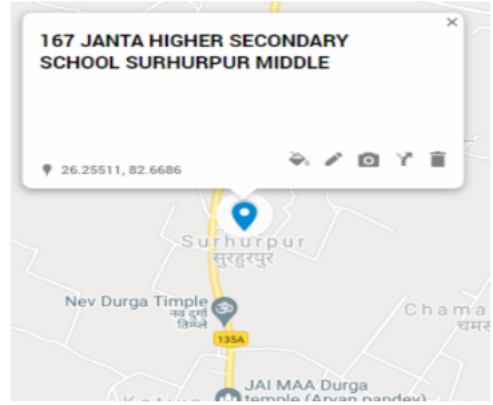 167 JANTA HIGHER SECONDARY
SCHOOL SURHURPUR MIDDLE
26.25511, 82.6686
Surhurpur
सुरहुरपुर
Nev Durga Timple
नव दुर्गा
तिम्प्ले
135A
Chama
JAI MAA Durga
temple (Aryan pandey)